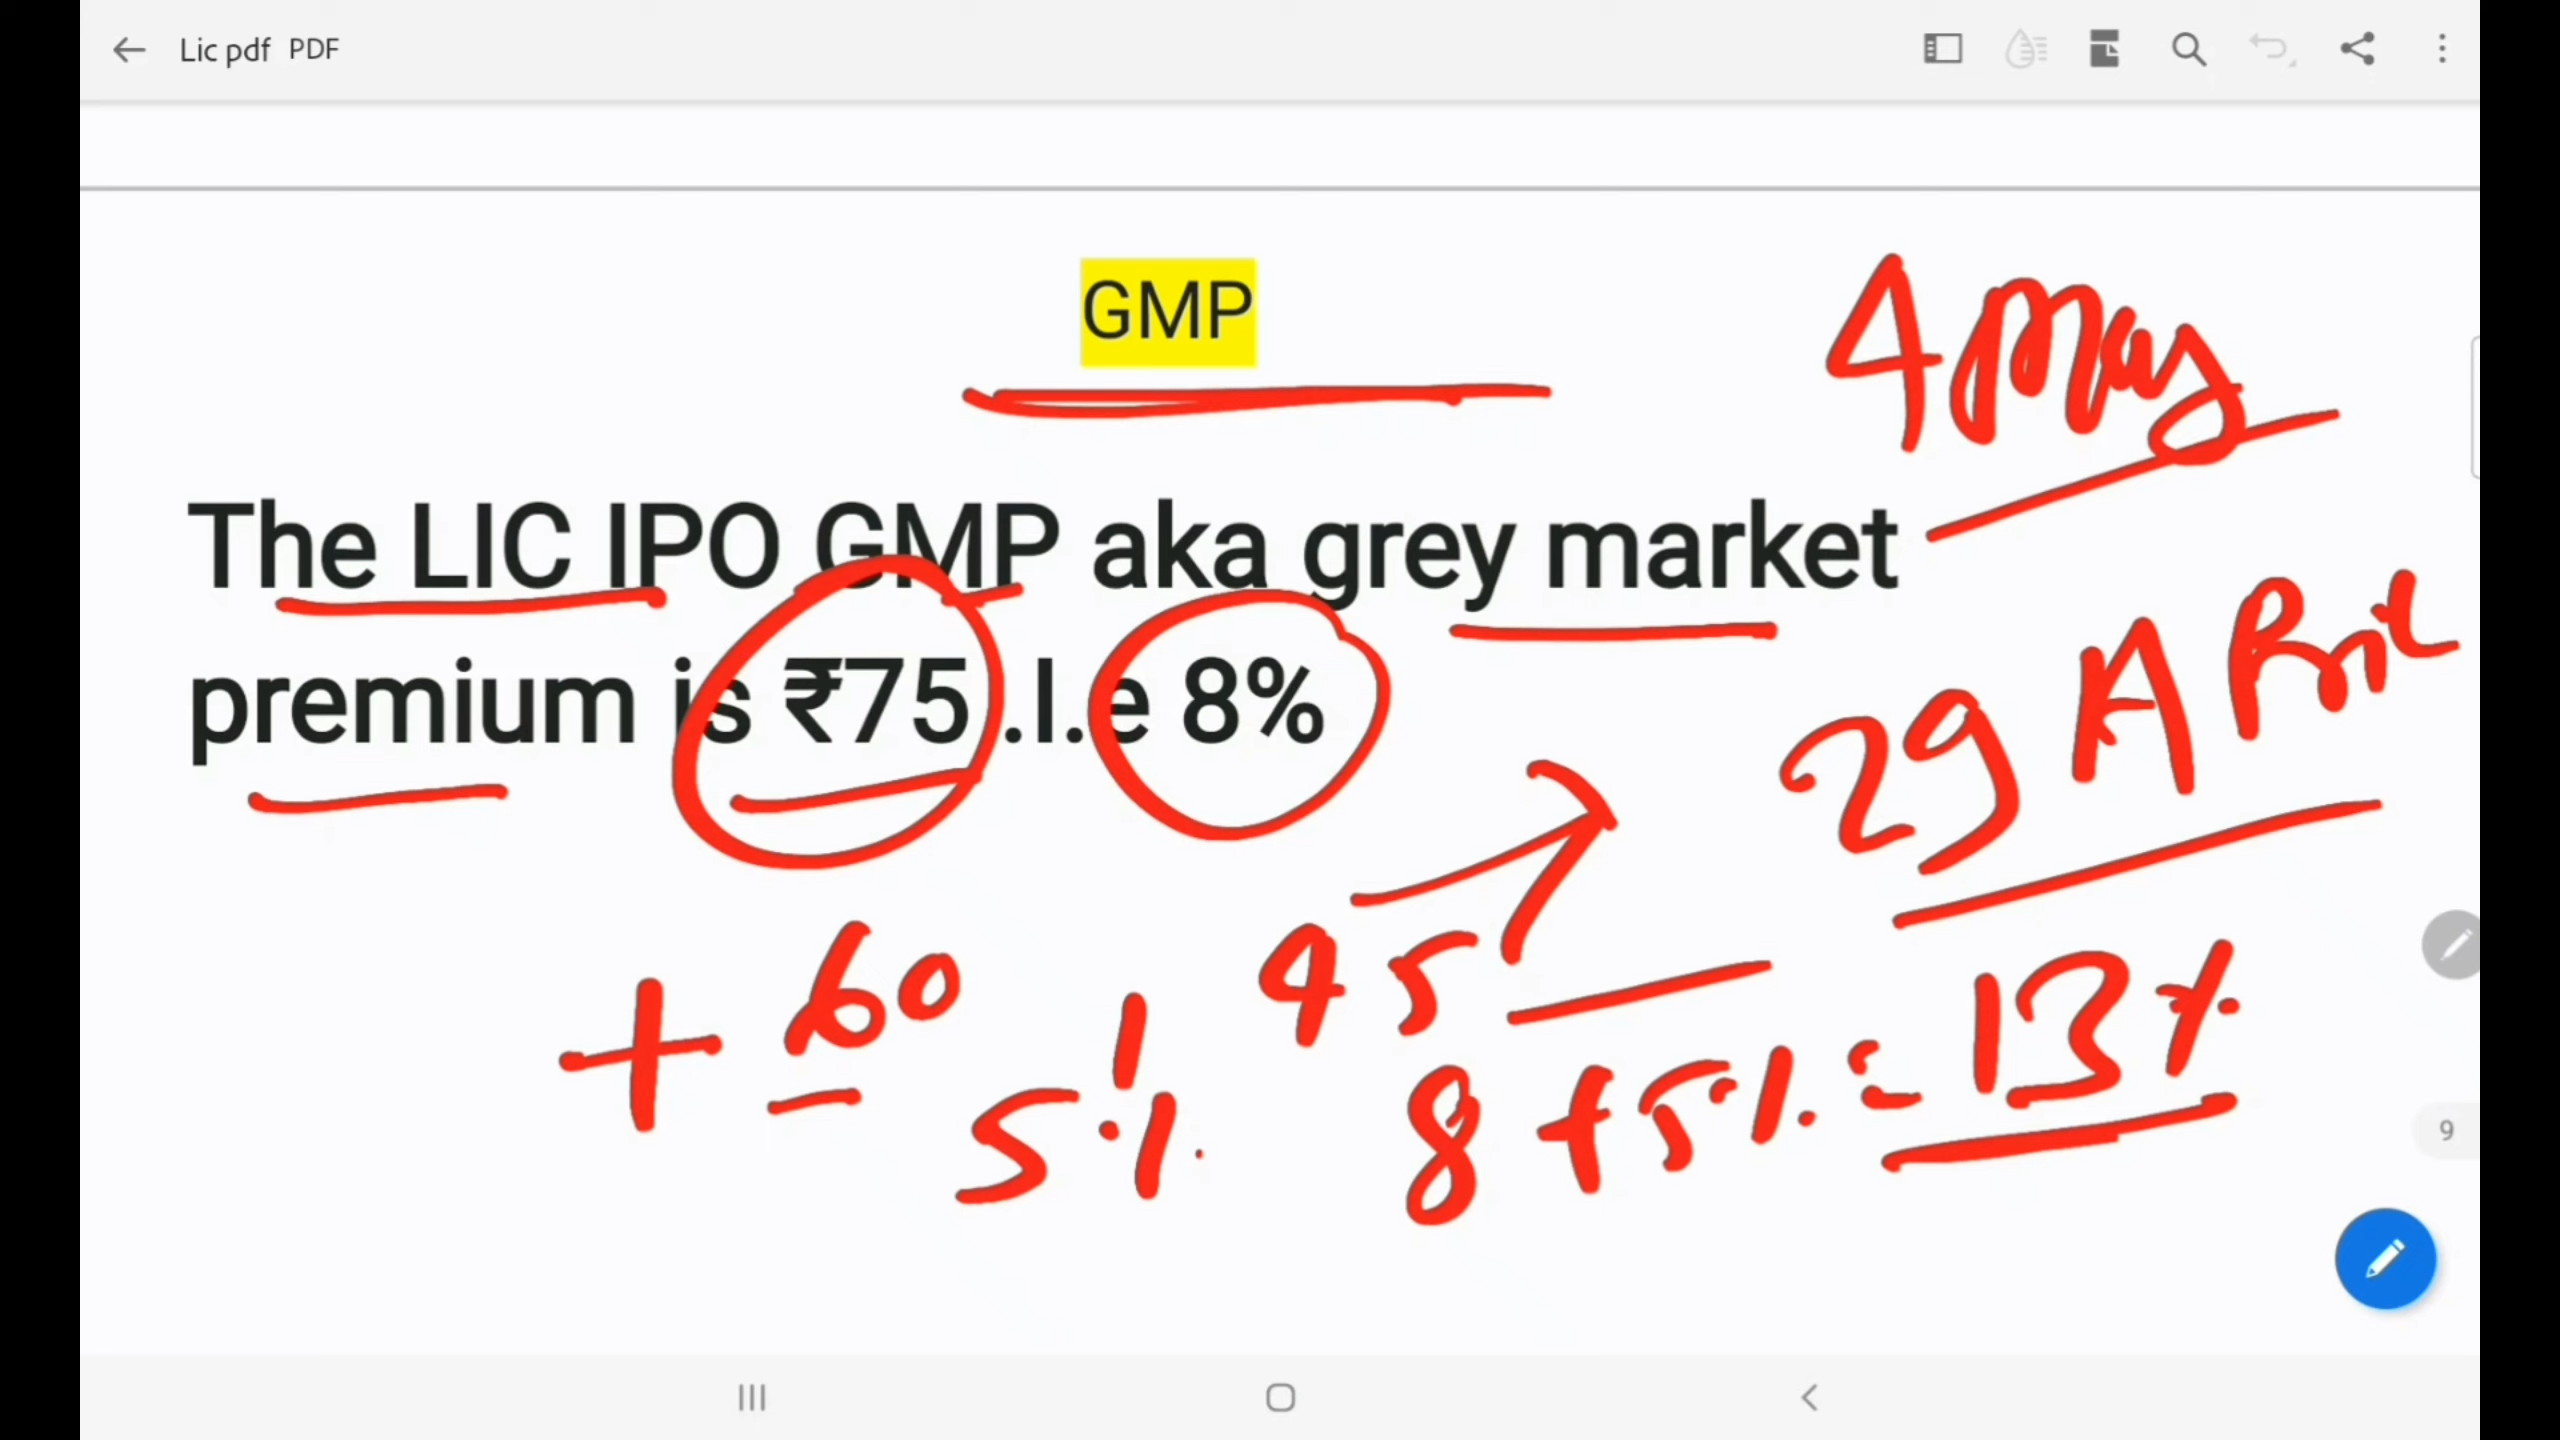 Lic pdf PDF
GMP
4 May
The LIC IPO GMP aka grey market
premium is ₹75 .I.e 8%
29 APril
+ 60
45
5%
8+5%=13%
9